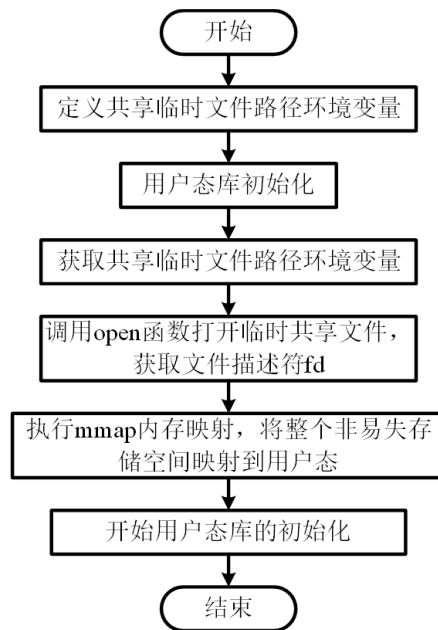 开始
定义共享临时文件路径环境变量
用户态库初始化
获取共享临时文件路径环境变量
调用open函数打开临时共享文件，
获取文件描述符fd
执行mmap内存映射，将整个非易失存
储空间映射到用户态
开始用户态库的初始化
结束